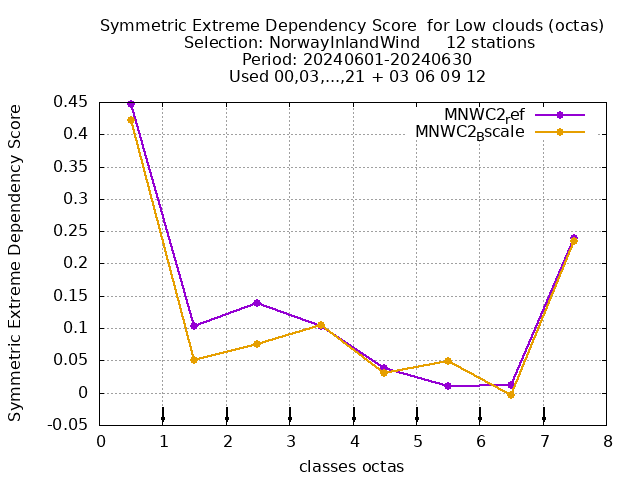 Symmetric Extreme Dependency Score  for Low clouds (octas)
Selection: NorwayInlandWind     12 stations
Period: 20240601-20240630
Used 00,03,...,21 + 03 06 09 12
MNWC2ref
MNWC2Bscale
Symmetric Extreme Dependency Score
0.45
0.4
0.35
0.3
0.25
0.2
0.15
0.1
0.05
0
-0.05
0 1 2 3 4 5 6 7 8
classes octas